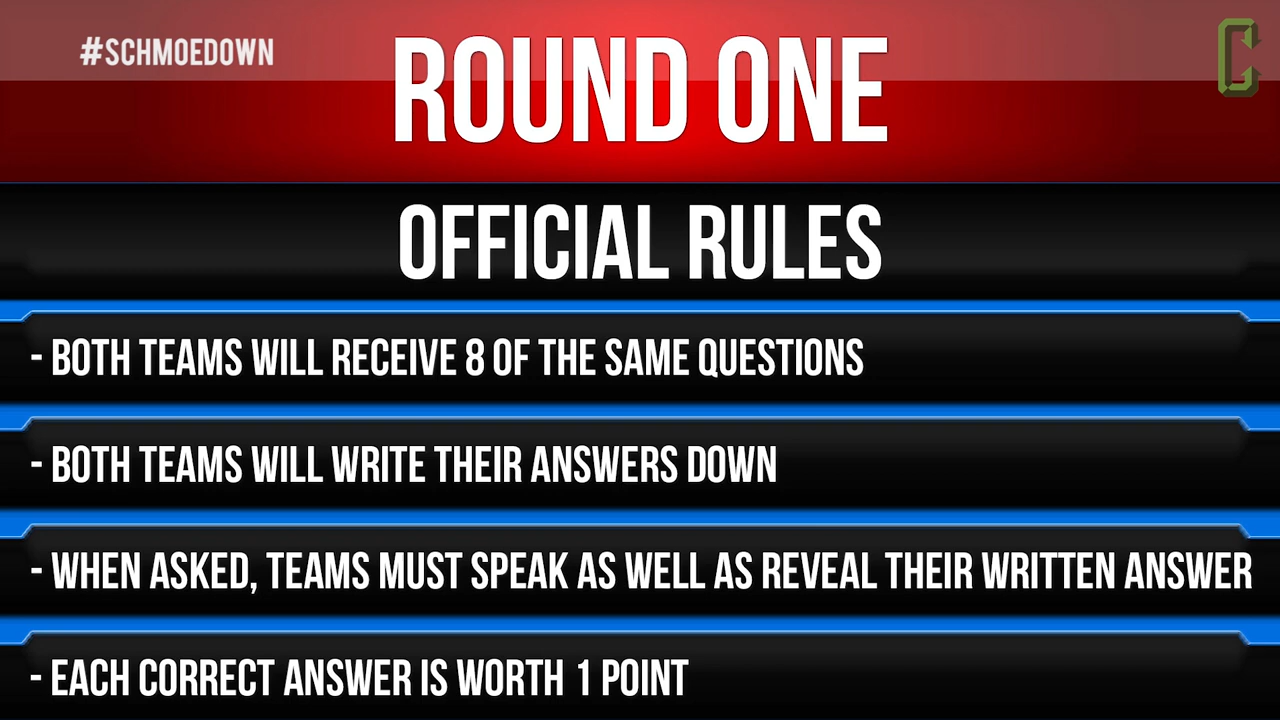 #SCHMOEDOWN
ROUND ONE
OFFICIAL RULES
- BOTH TEAMS WILL RECEIVE 8 OF THE SAME QUESTIONS
- BOTH TEAMS WILL WRITE THEIR ANSWERS DOWN
- WHEN ASKED, TEAMS MUST SPEAK AS WELL AS REVEAL THEIR WRITTEN ANSWER
- EACH CORRECT ANSWER IS WORTH 1 POINT